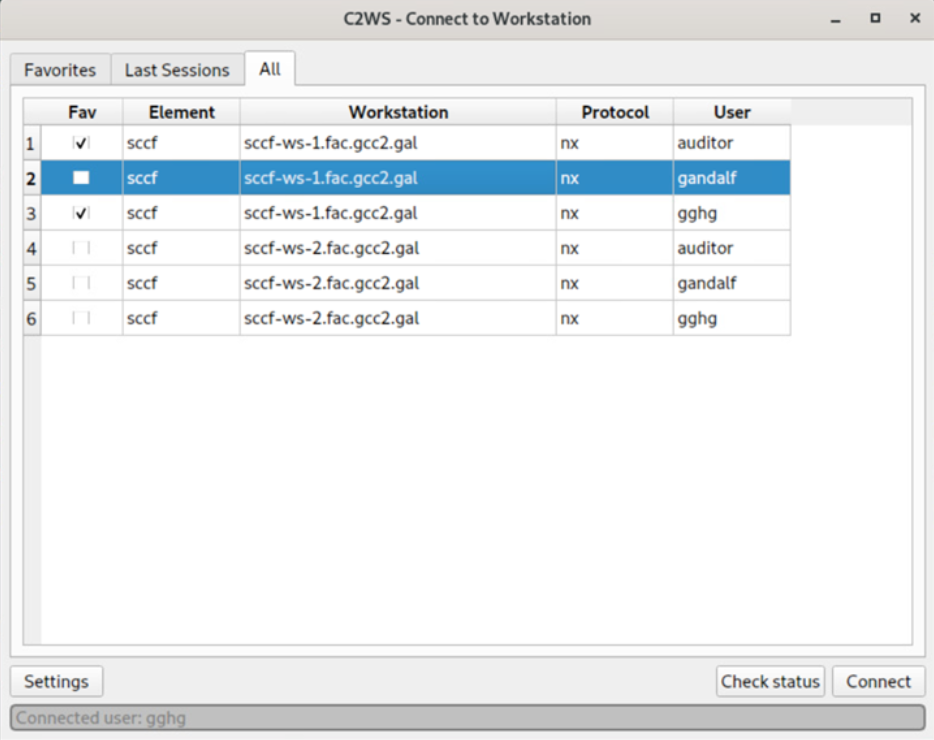 C2WS - Connect to Workstation
Favorites Last Sessions All
Fav Element Workstation Protocol User
1 sccf sccf-ws-1.fac.gcc2.gal nx auditor
2 sccf sccf-ws-1.fac.gcc2.gal nx gandalf
3 sccf sccf-ws-1.fac.gcc2.gal nx gghg
4 sccf sccf-ws-2.fac.gcc2.gal nx auditor
5 sccf sccf-ws-2.fac.gcc2.gal nx gandalf
6 sccf sccf-ws-2.fac.gcc2.gal nx gghg
Settings Check status Connect
Connected user: gghg